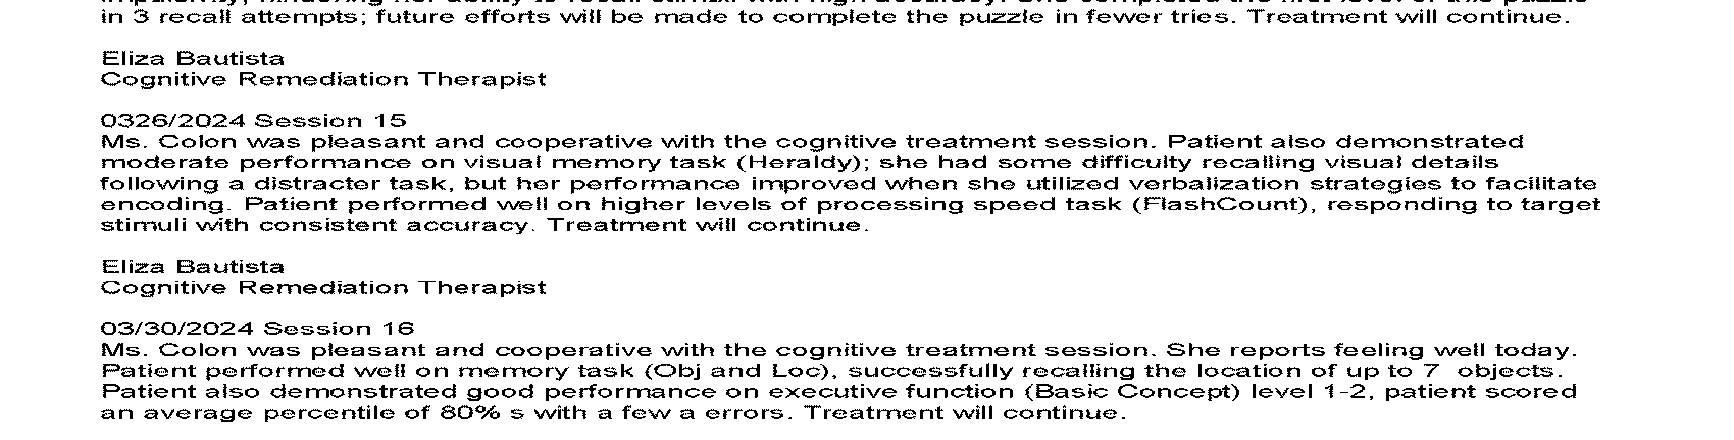 in 3 recall attempts; future efforts will be made to complete the puzzle in fewer tries. Treatment will continue.
Eliza Bautista
Cognitive Remediation Therapist
0326/2024 Session 15
Ms. Colon was pleasant and cooperative with the cognitive treatment session. Patient also demonstrated
moderate performance on visual memory task (Heraldy); she had some difficulty recalling visual details
following a distracter task, but her performance improved when she utilized verbalization strategies to facilitate
encoding. Patient performed well on higher levels of processing speed task (FlashCount), responding to target
stimuli with consistent accuracy. Treatment will continue.
Eliza Bautista
Cognitive Remediation Therapist
03/30/2024 Session 16
Ms. Colon was pleasant and cooperative with the cognitive treatment session. She reports feeling well today.
Patient performed well on memory task (Obj and Loc), successfully recalling the location of up to 7  objects.
Patient also demonstrated good performance on executive function (Basic Concept) level 1-2, patient scored
an average percentile of 80% s with a few a errors. Treatment will continue.